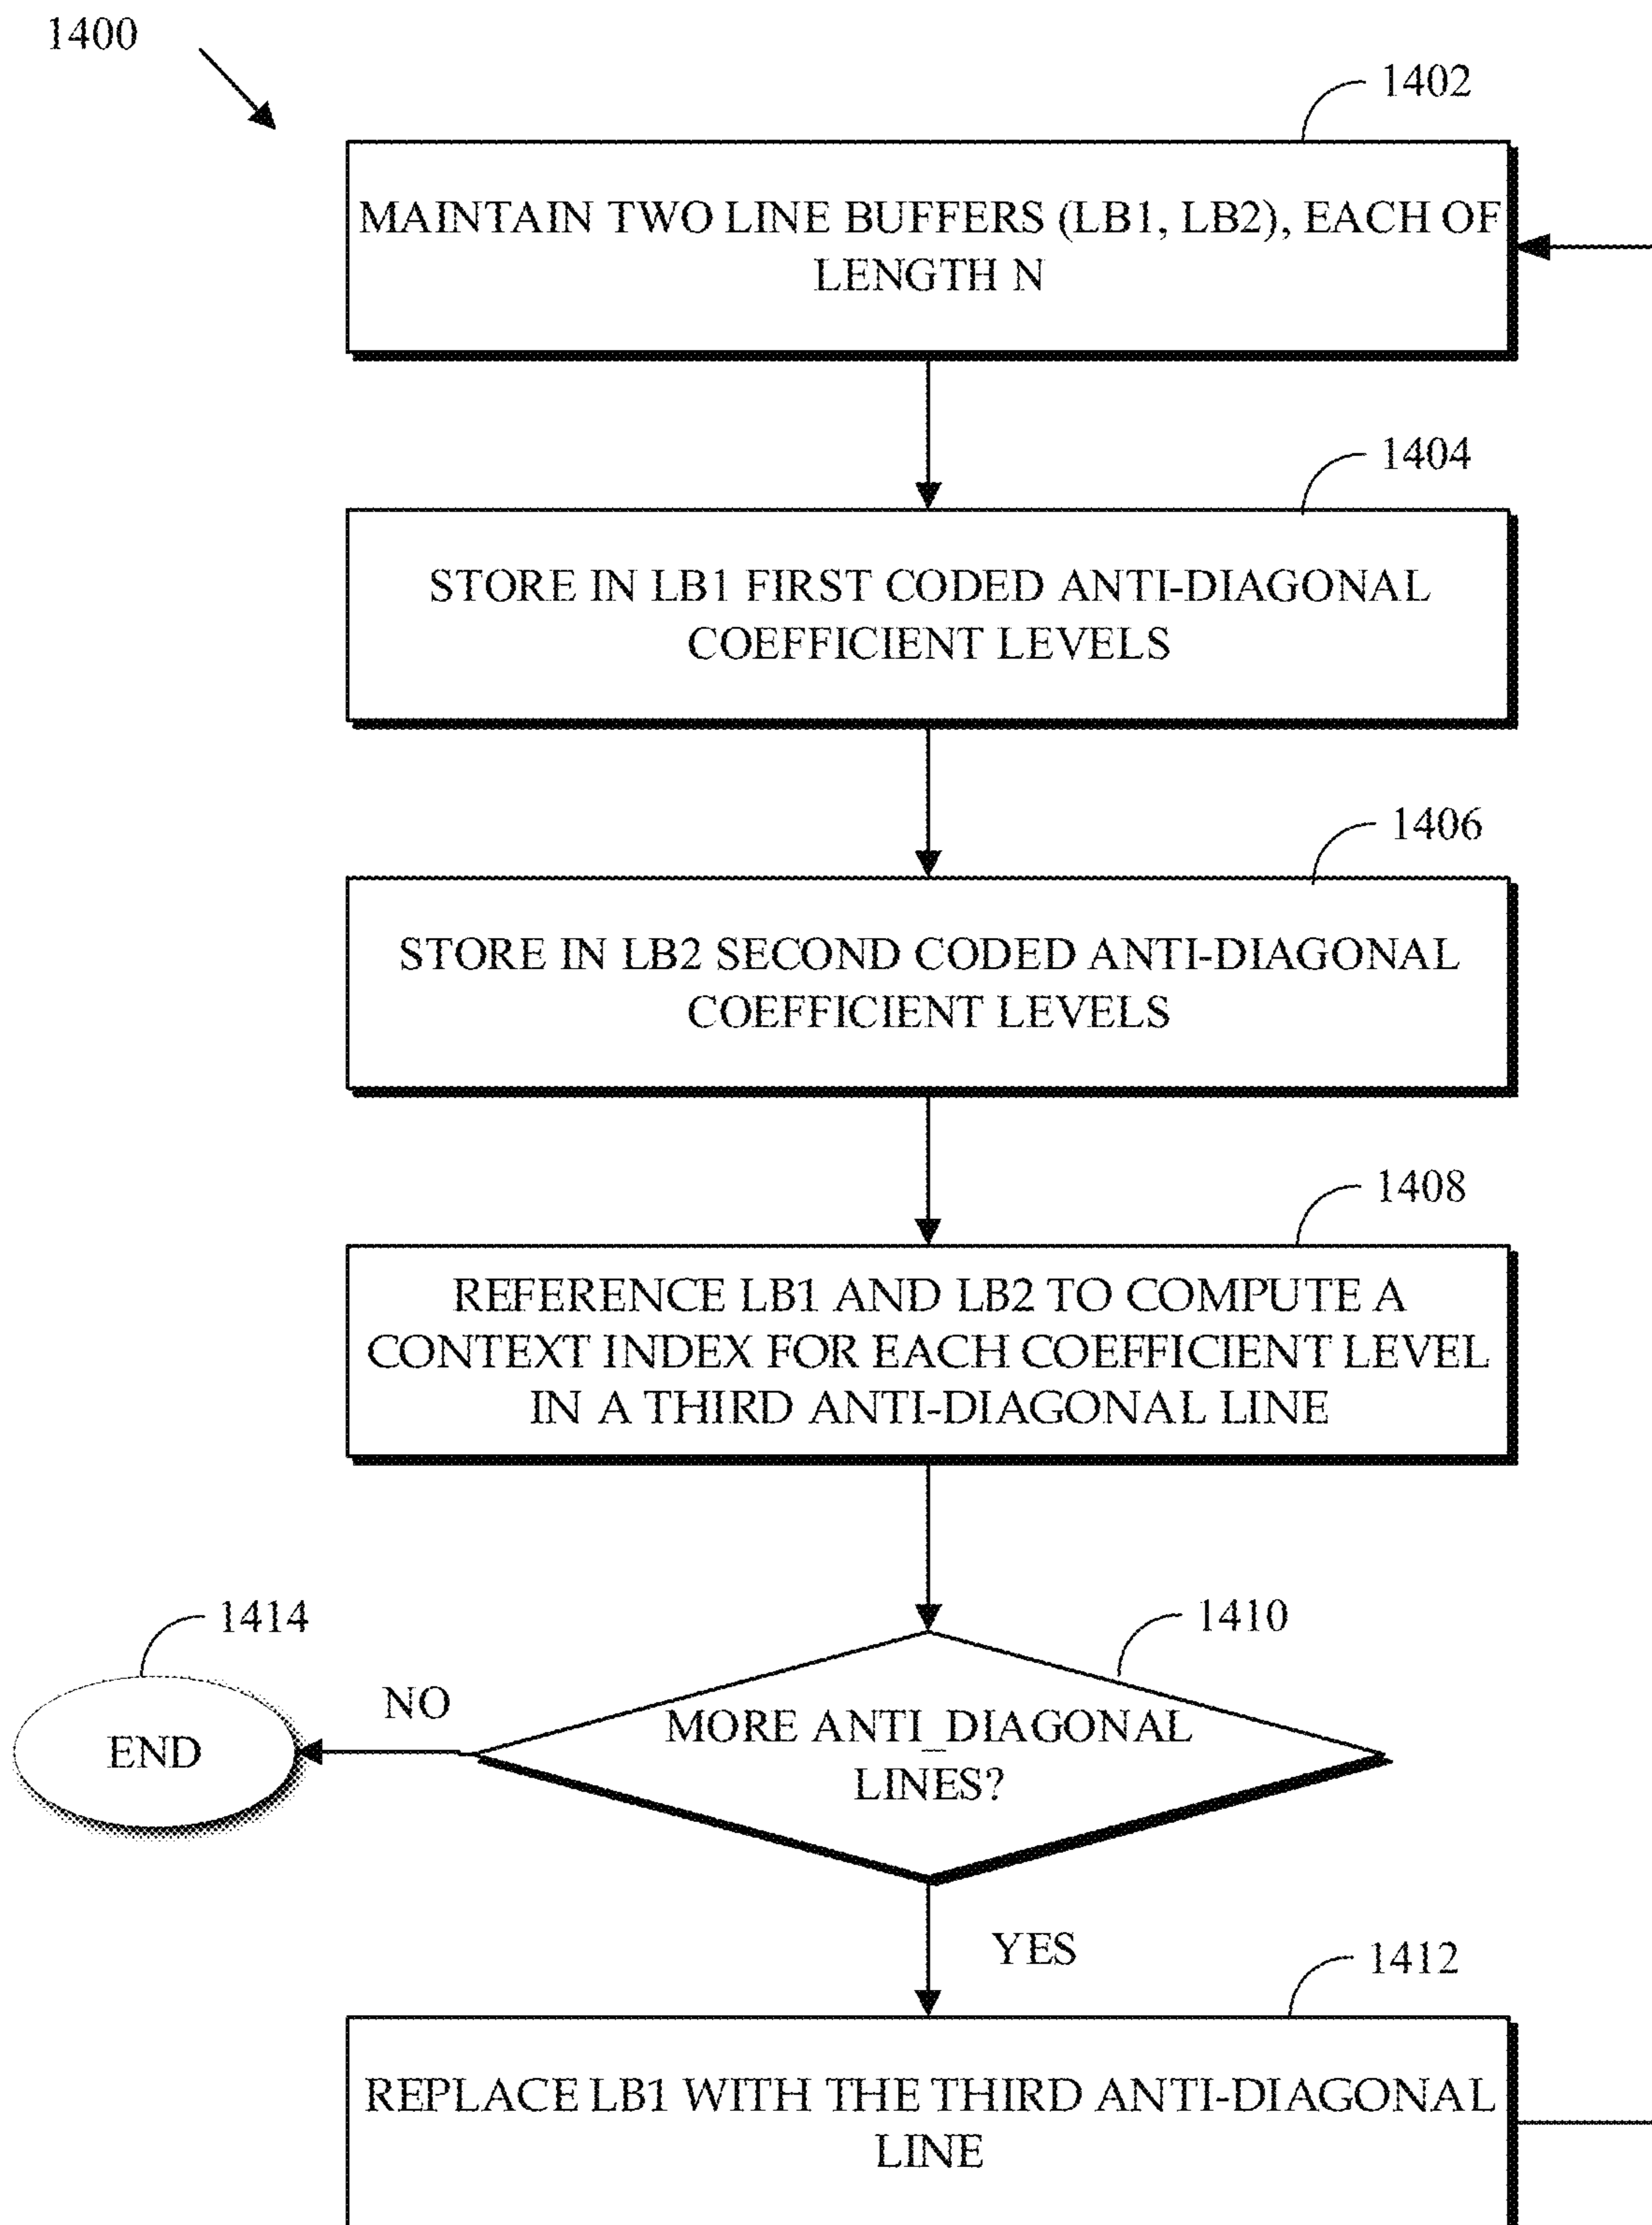 1400
1402
MAINTAIN TWO LINE BUFFERS (LB1, LB2), EACH OF
LENGTH N
1404
STORE IN LB1 FIRST CODED ANTI-DIAGONAL
COEFFICIENT LEVELS
1406
STORE IN LB2 SECOND CODED ANTI-DIAGONAL
COEFFICIENT LEVELS
1408
REFERENCE LB1 AND LB2 TO COMPUTE A
CONTEXT INDEX FOR EACH COEFFICIENT LEVEL
IN A THIRD ANTI-DIAGONAL LINE
1414
1410
NO
END
MORE ANTI_DIAGONAL
LINES?
YES
1412
REPLACE LB1 WITH THE THIRD ANTI-DIAGONAL
LINE